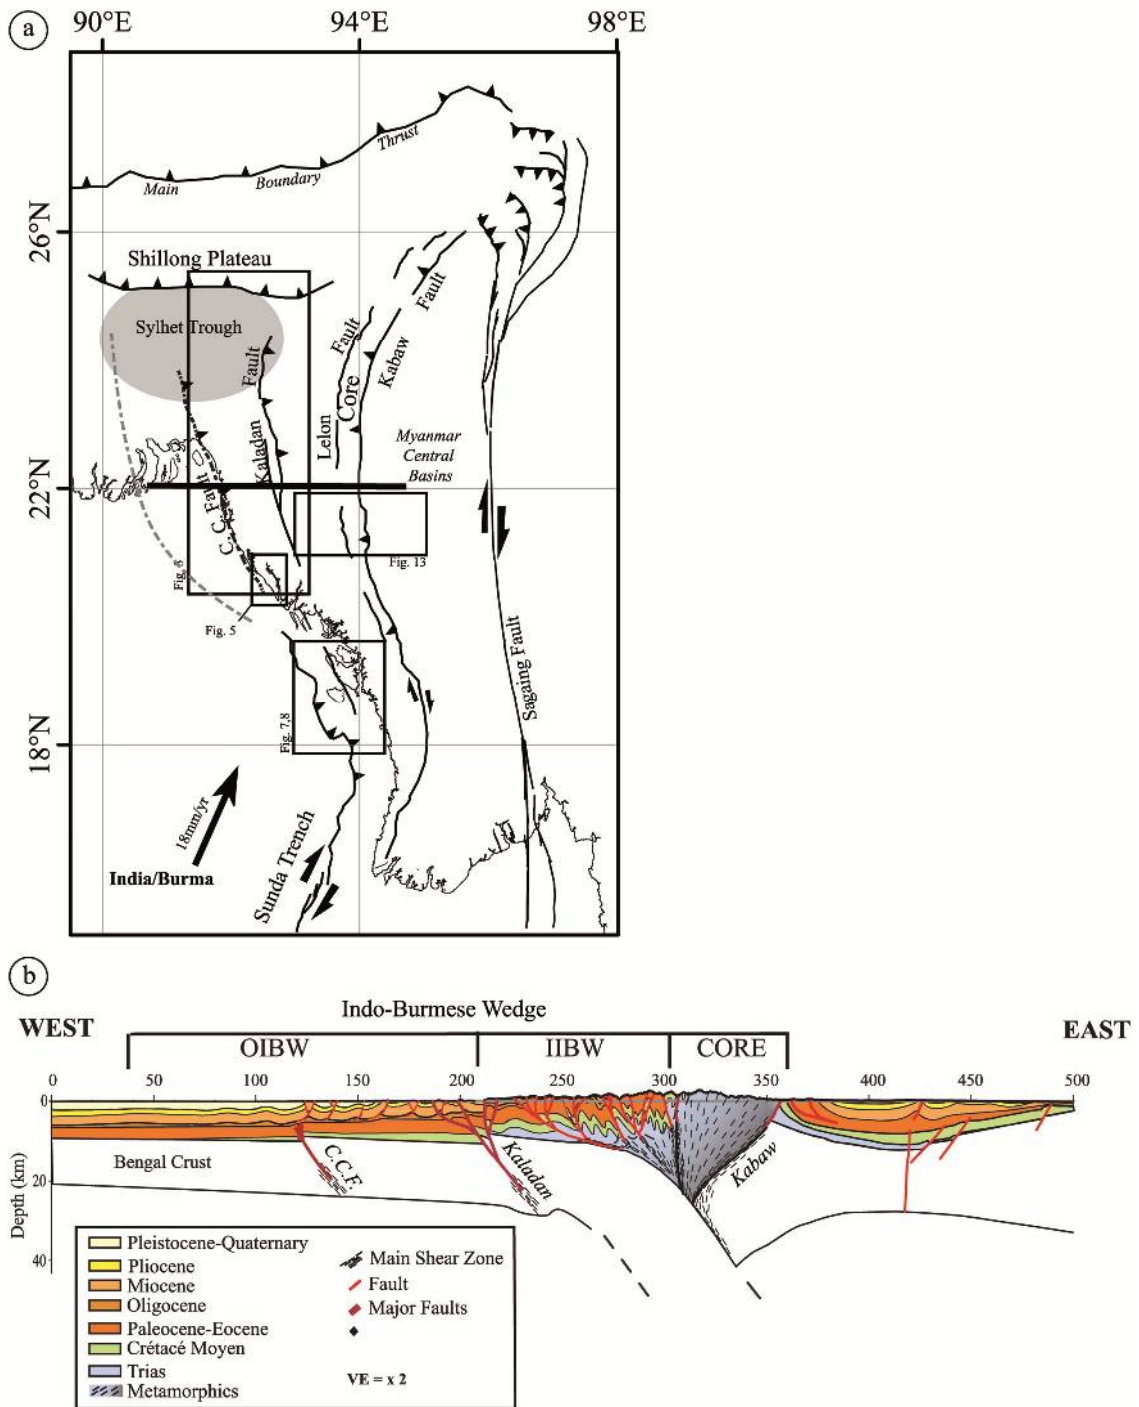 a
90°E
94°E
98°E
26°N
22°N
18°N
Main
Boundary
Thrust
Shillong Plateau
Sylhet Trough
Fault
Kaladan
C.C.Fault
Lelon
Fault
Core
Kabaw
Fault
Myanmar
Central
Basins
Fig. 6
Fig. 5
Fig. 13
Fig. 7,8
Sagaing Fault
18mm/yr
India/Burma
Sunda Trench
b
Indo-Burmese Wedge
WEST
EAST
OIBW
IIBW
CORE
0
50
100
150
200
250
300
350
400
450
500
Depth (km)
0
20
40
Bengal Crust
C.C.F.
Kaladan
Kabaw
Pleistocene-Quaternary
Pliocene
Miocene
Oligocene
Paleocene-Eocene
Crétacé Moyen
Trias
Metamorphics
Main Shear Zone
Fault
Major Faults
VE = x 2